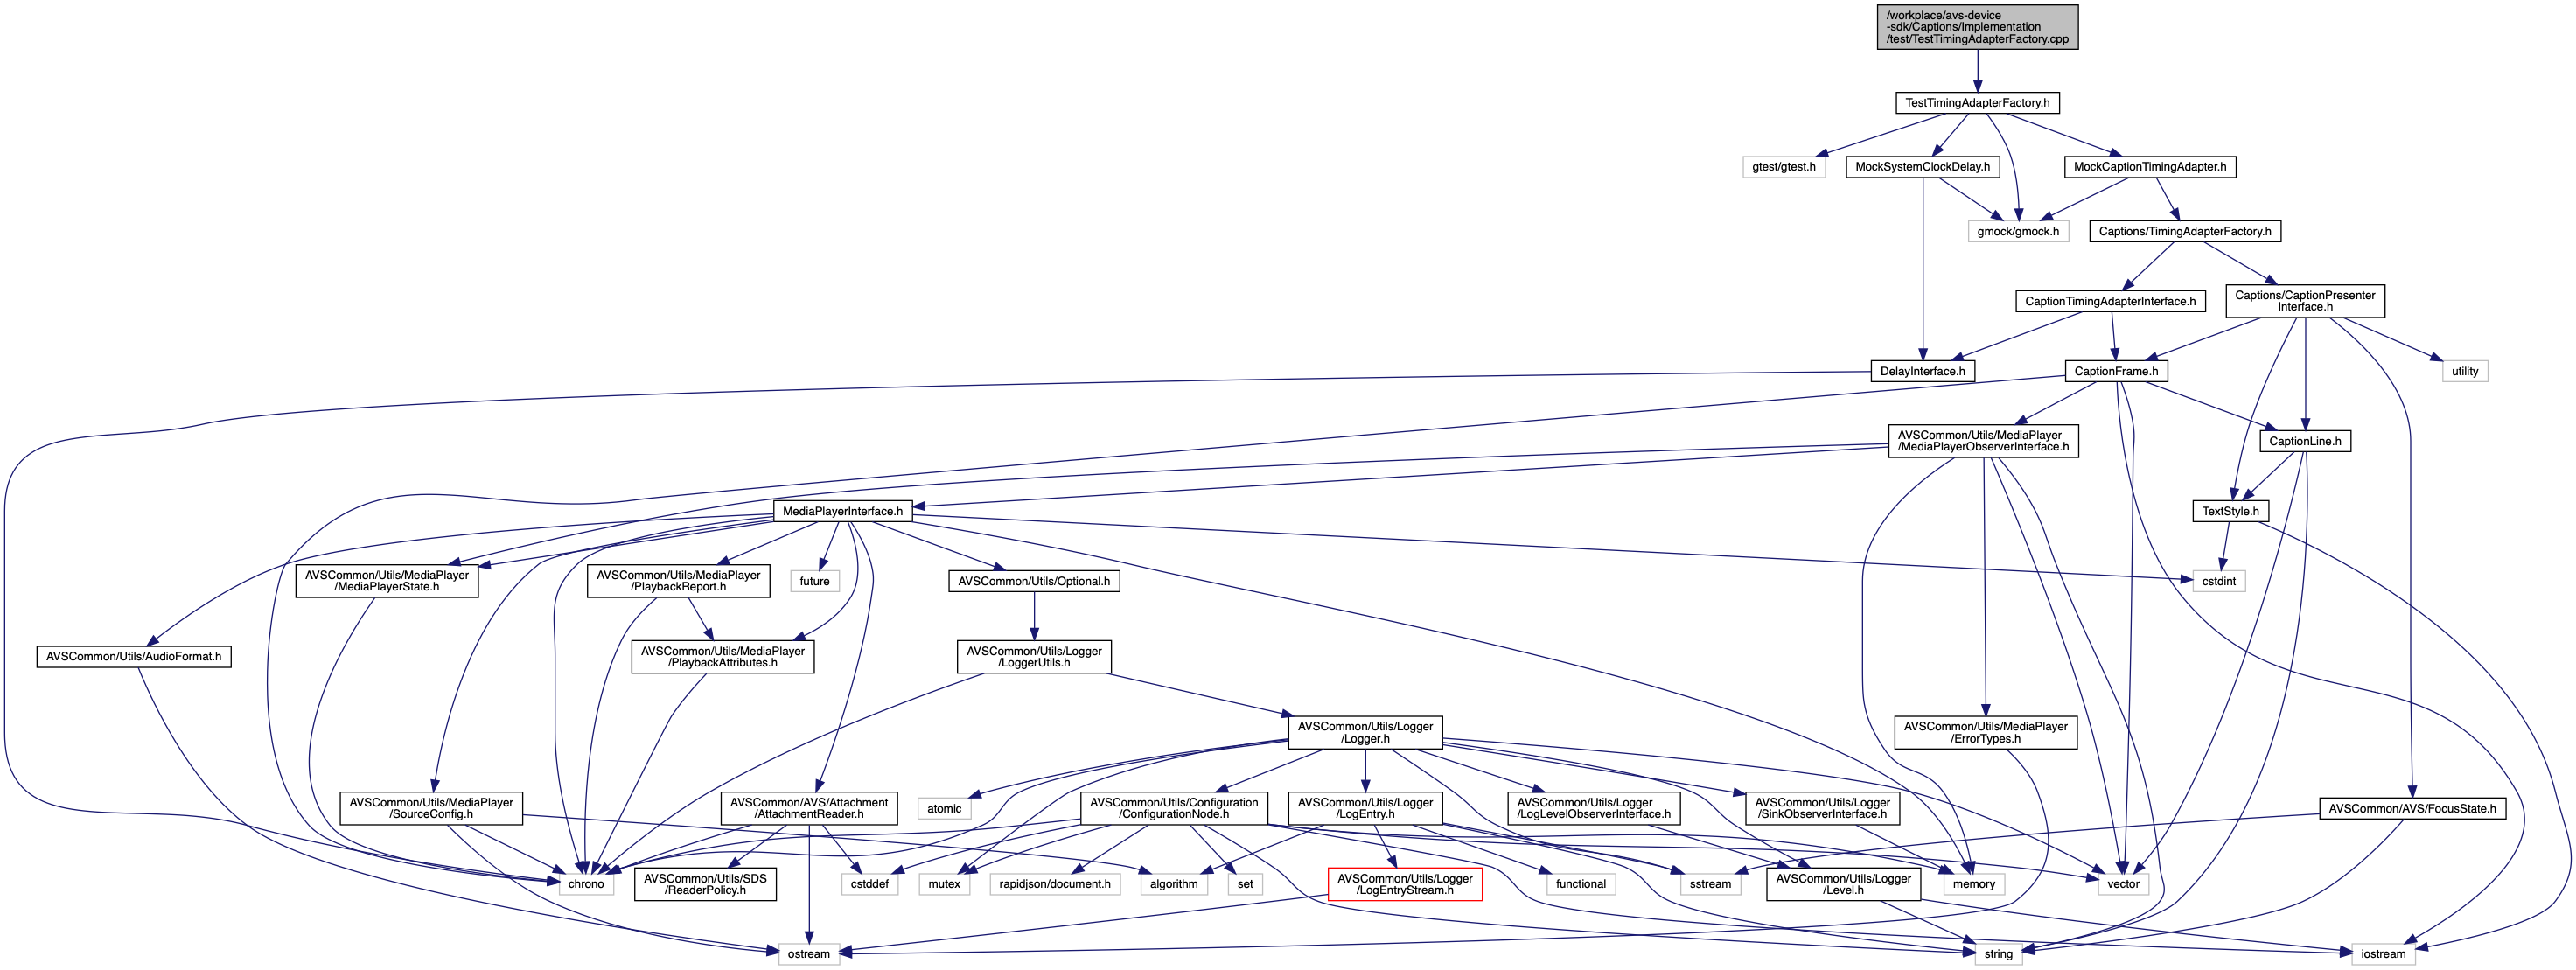 /workplace/avs-device
-sdk/Captions/Implementation
/test/TestTimingAdapterFactory.cpp
TestTimingAdapterFactory.h
gtest/gtest.h
MockSystemClockDelay.h
MockCaptionTimingAdapter.h
gmock/gmock.h
Captions/TimingAdapterFactory.h
CaptionTimingAdapterInterface.h
Captions/CaptionPresenter
Interface.h
DelayInterface.h
CaptionFrame.h
utility
AVSCommon/Utils/MediaPlayer
/MediaPlayerObserverInterface.h
CaptionLine.h
MediaPlayerInterface.h
TextStyle.h
AVSCommon/Utils/MediaPlayer
/MediaPlayerState.h
AVSCommon/Utils/MediaPlayer
/PlaybackReport.h
future
AVSCommon/Utils/Optional.h
cstdint
AVSCommon/Utils/AudioFormat.h
AVSCommon/Utils/MediaPlayer
/PlaybackAttributes.h
AVSCommon/Utils/Logger
/LoggerUtils.h
AVSCommon/Utils/Logger
/Logger.h
AVSCommon/Utils/MediaPlayer
/ErrorTypes.h
AVSCommon/Utils/MediaPlayer
/SourceConfig.h
AVSCommon/AVS/Attachment
/AttachmentReader.h
atomic
AVSCommon/Utils/Configuration
/ConfigurationNode.h
AVSCommon/Utils/Logger
/LogEntry.h
AVSCommon/Utils/Logger
/LogLevelObserverInterface.h
AVSCommon/Utils/Logger
/SinkObserverInterface.h
AVSCommon/AVS/FocusState.h
chrono
AVSCommon/Utils/SDS
/ReaderPolicy.h
cstddef
mutex
rapidjson/document.h
algorithm
set
AVSCommon/Utils/Logger
/LogEntryStream.h
functional
sstream
AVSCommon/Utils/Logger
/Level.h
memory
vector
ostream
string
iostream